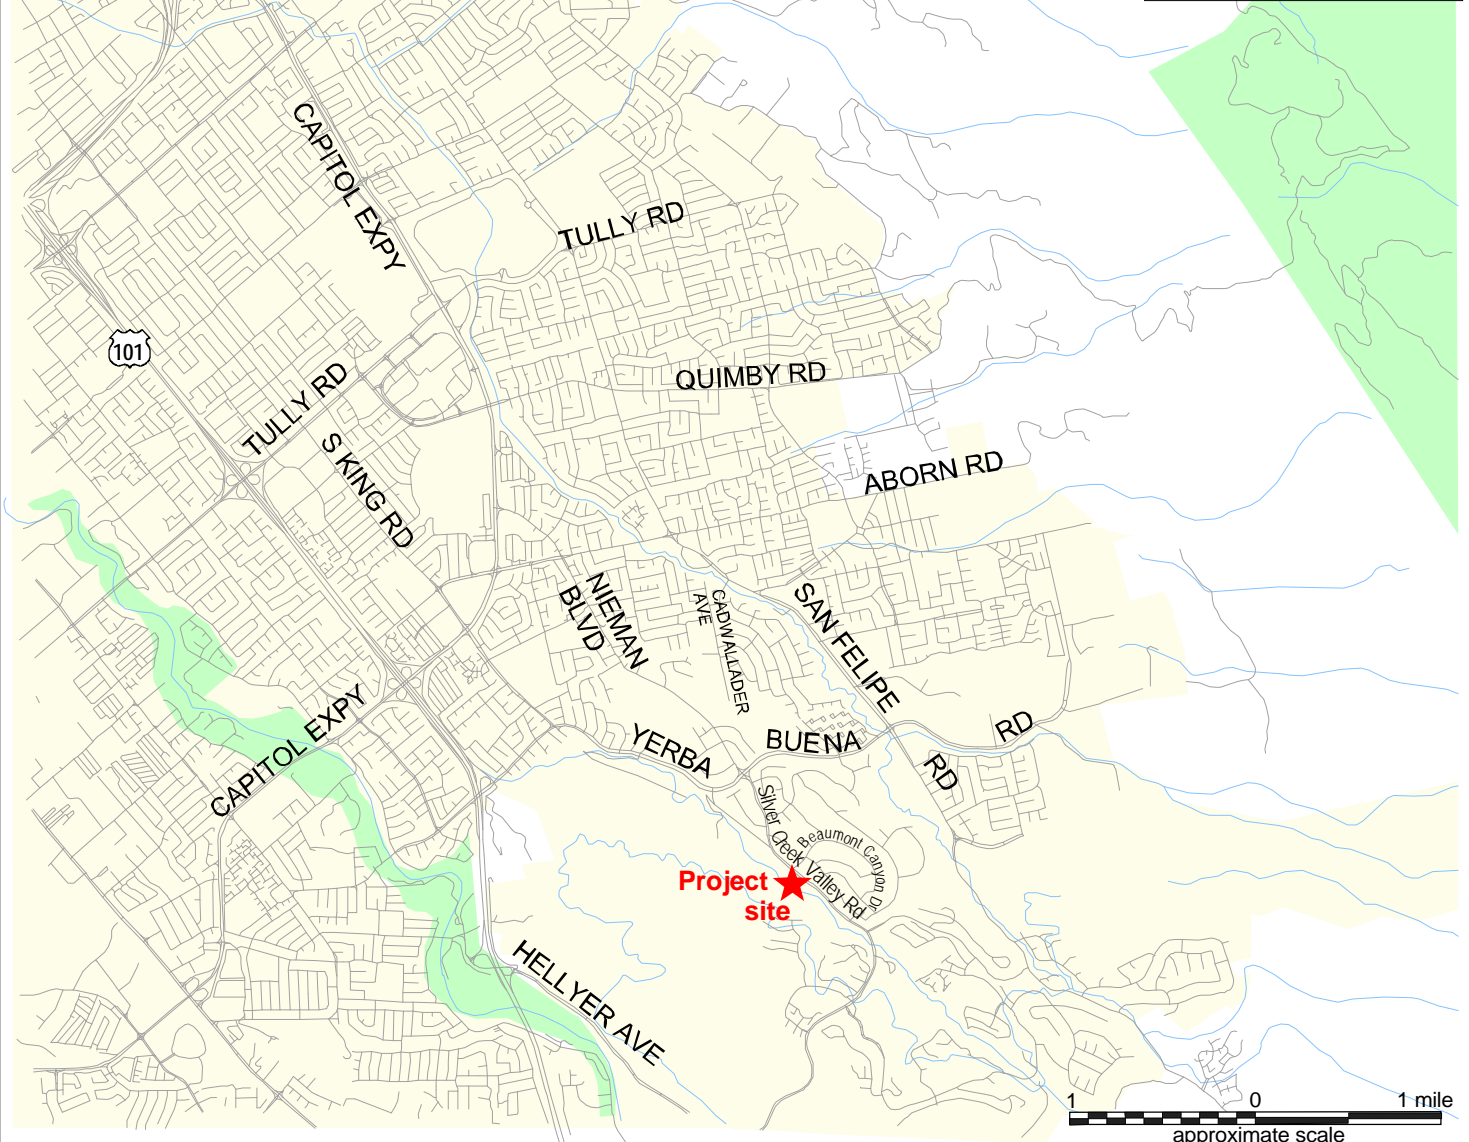 CAPITOL EXPY
TULLY RD
101
QUIMBY RD
TULLY RD
S KING RD
ABORN RD
NIEMAN
BLVD
CADWALLADER
AVE
SAN FELIPE
RD
CAPITOL EXPY
YERBA
BUENA
RD
Silver Creek Valley Rd
Beaumont Canyon Dr
Project
site
HELLYER AVE
1 0 1 mile
approximate scale